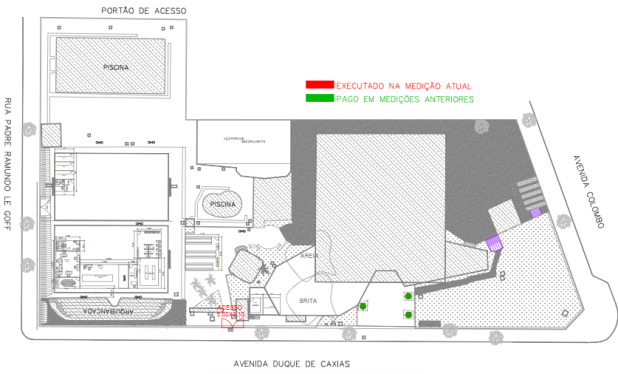 PORTÃO DE ACESSO
PISCINA
EXECUTADO NA MEDIÇÃO ATUAL
PAGO EM MEDIÇÕES ANTERIORES
RUA PADRE RAMUNDO LE GOFF
AVENIDA COLOMBO
PISCINA
AREIA
BRITA
ACESSO
ARQUIBANCADA
AVENIDA DUQUE DE CAXIAS